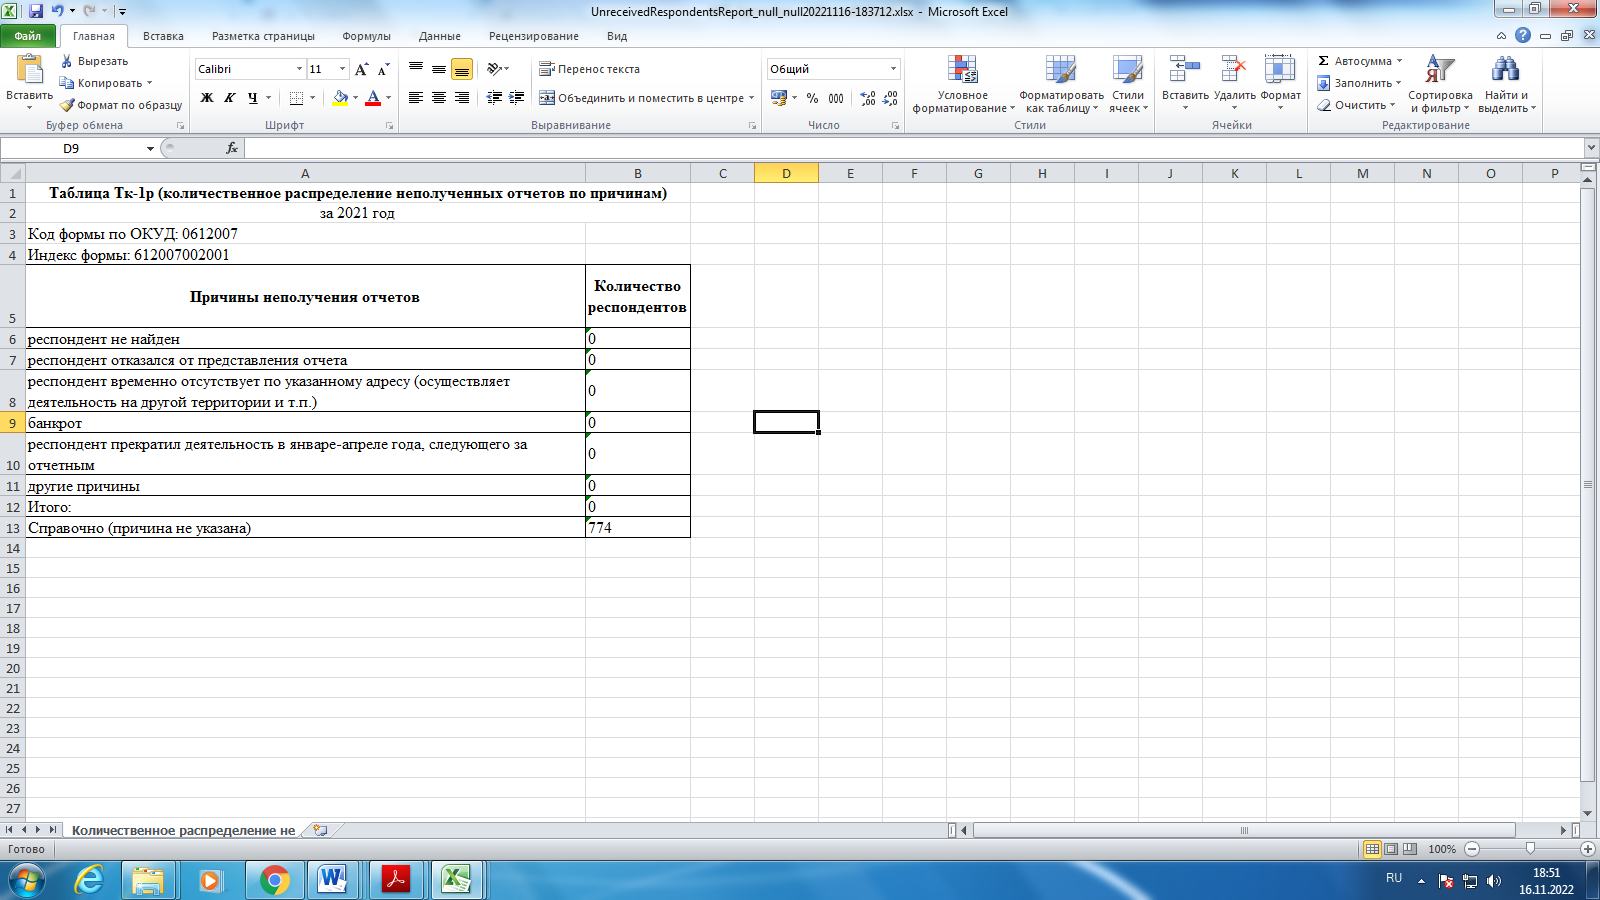 UnreceivedRespondentsReport_null_null20221116-183712.xlsx - Microsoft Excel
Файл Главная Вставка Разметка страницы Формулы Данные Рецензирование Вид
Вставить
Вырезать
Копировать
Формат по образцу
Буфер обмена
Calibri 11
Ж К Ч
Шрифт
Перенос текста
Объединить и поместить в центре
Выравнивание
Общий
% 000
Число
Условное форматирование
Форматировать как таблицу
Стили ячеек
Стили
Вставить Удалить Формат
Ячейки
Σ Автосумма
Заполнить
Очистить
Сортировка и фильтр
Найти и выделить
Редактирование
D9 fx
A B C D E F G H I J K L M N O P
1 Таблица Тк-1р (количественное распределение неполученных отчетов по причинам)
2 за 2021 год
3 Код формы по ОКУД: 0612007
4 Индекс формы: 612007002001
5 Причины неполучения отчетов Количество респондентов
6 респондент не найден 0
7 респондент отказался от представления отчета 0
8 респондент временно отсутствует по указанному адресу (осуществляет
деятельность на другой территории и т.п.) 0
9 банкрот 0
10 респондент прекратил деятельность в январе-апреле года, следующего за
отчетным 0
11 другие причины 0
12 Итого: 0
13 Справочно (причина не указана) 774
14
15
16
17
18
19
20
21
22
23
24
25
26
27
Количественное распределение не
Готово 100%
RU 18:51
16.11.2022